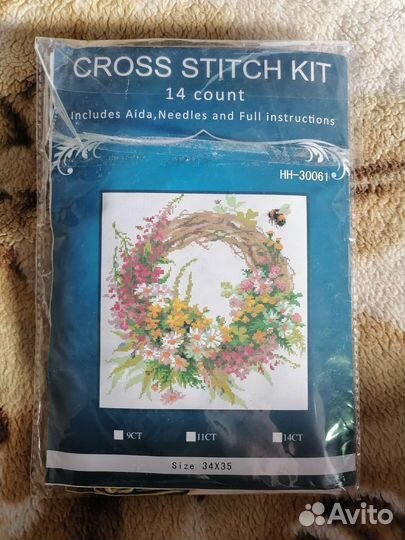 CROSS STITCH KIT
14 count
Includes Aida,Needles and Full instructions
HH-30061
9CT 11CT 14CT
Size 34X35
Avito